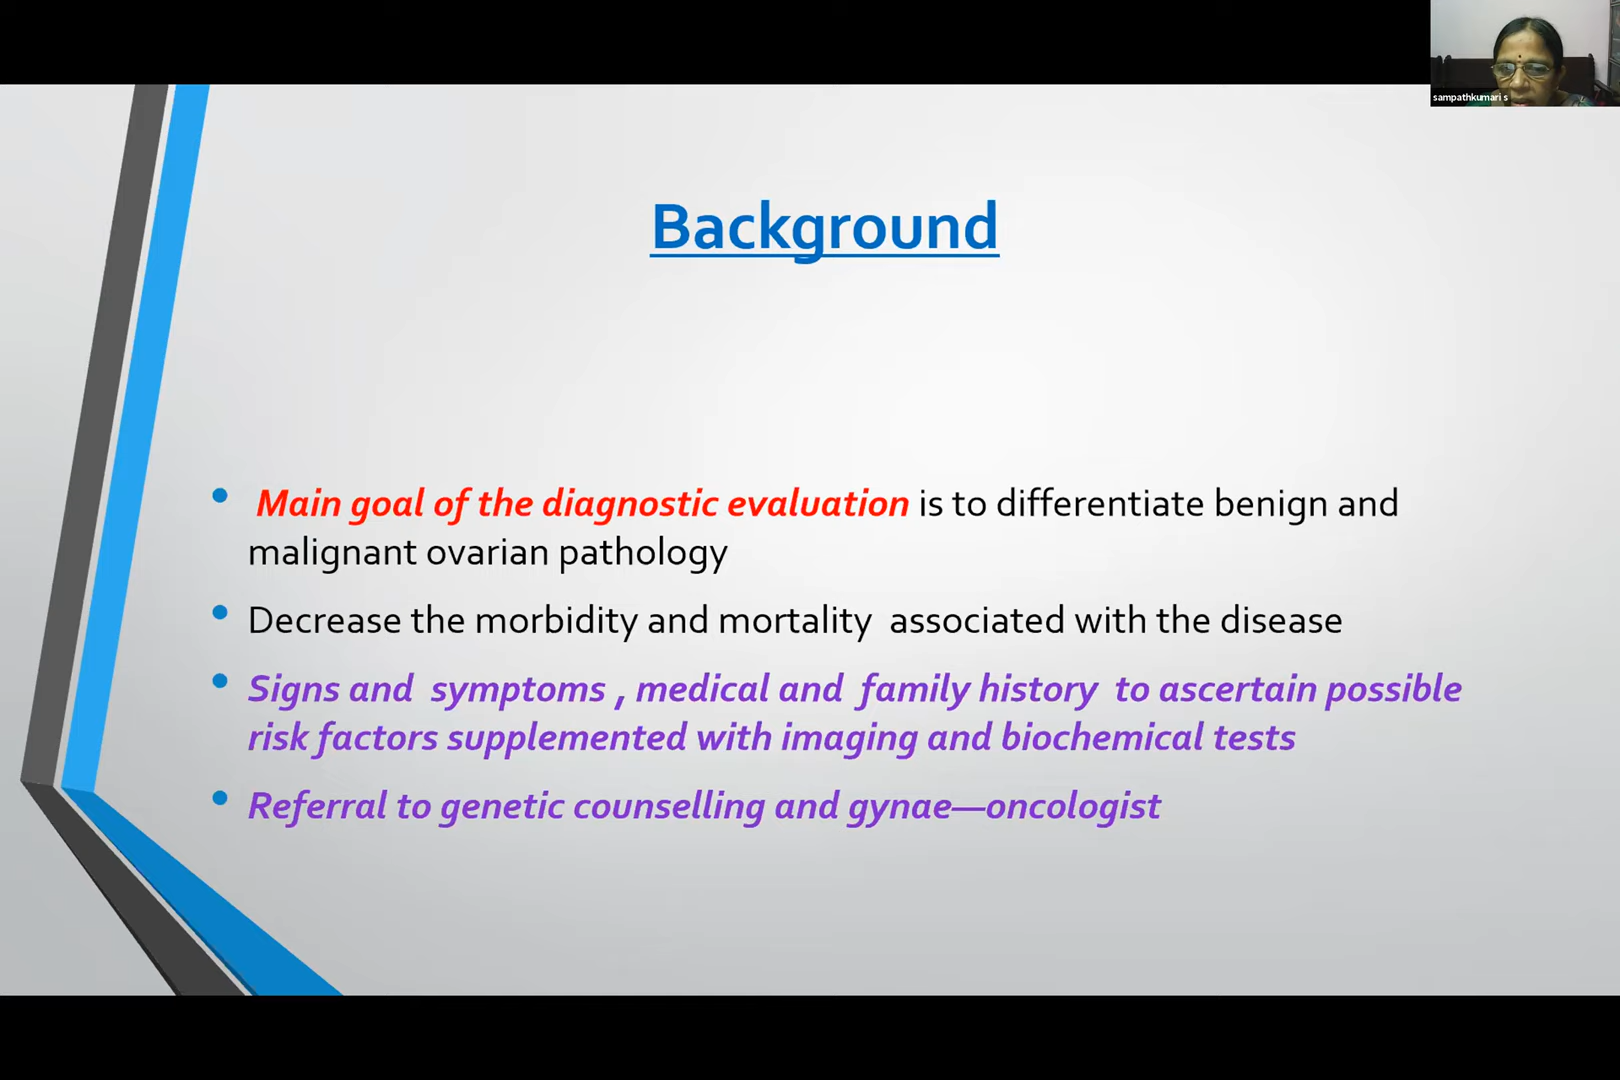 sampathkumari s
Background
• Main goal of the diagnostic evaluation is to differentiate benign and
malignant ovarian pathology
• Decrease the morbidity and mortality associated with the disease
• Signs and symptoms , medical and family history to ascertain possible
risk factors supplemented with imaging and biochemical tests
• Referral to genetic counselling and gynae—oncologist